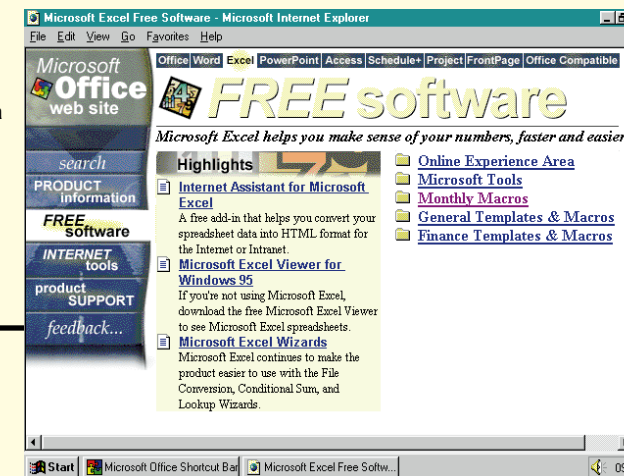 Microsoft Excel Free Software - Microsoft Internet Explorer
File Edit View Go Favorites Help
Microsoft
Office
web site
Office Word Excel PowerPoint Access Schedule+ Project FrontPage Office Compatible
FREE software
Microsoft Excel helps you make sense of your numbers, faster and easier
search
PRODUCT
information
FREE
software
INTERNET
tools
product
SUPPORT
feedback...
Highlights
Internet Assistant for Microsoft
Excel
A free add-in that helps you convert your
spreadsheet data into HTML format for
the Internet or Intranet.
Microsoft Excel Viewer for
Windows 95
If you're not using Microsoft Excel,
download the free Microsoft Excel Viewer
to see Microsoft Excel spreadsheets.
Microsoft Excel Wizards
Microsoft Excel continues to make the
product easier to use with the File
Conversion, Conditional Sum, and
Lookup Wizards.
Online Experience Area
Microsoft Tools
Monthly Macros
General Templates & Macros
Finance Templates & Macros
Start Microsoft Office Shortcut Bar Microsoft Excel Free Softw...